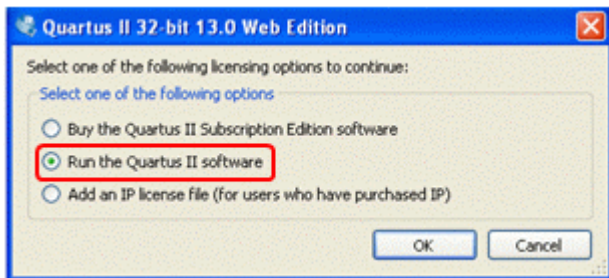 Quartus II 32-bit 13.0 Web Edition
Select one of the following licensing options to continue:
Select one of the following options
Buy the Quartus II Subscription Edition software
Run the Quartus II software
Add an IP license file (for users who have purchased IP)
OK Cancel